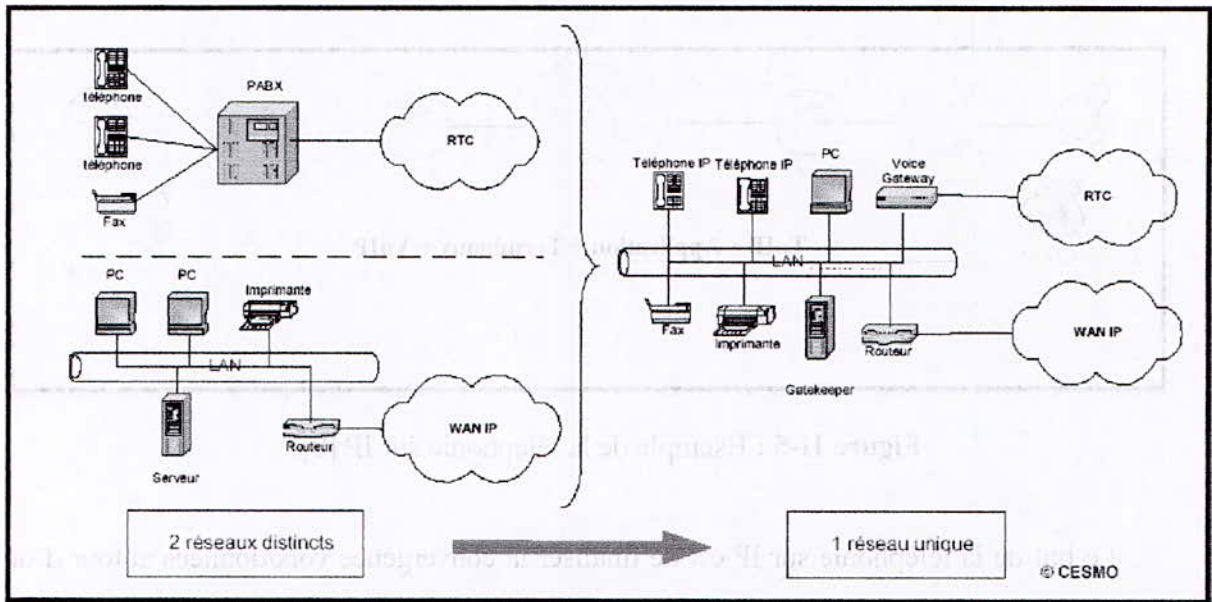 téléphone
PABX
téléphone
RTC
Fax
PC
PC
Imprimante
LAN
Serveur
Routeur
WAN IP
2 réseaux distincts
Téléphone IP
Téléphone IP
PC
Voice
Gateway
RTC
LAN
Fax
Imprimante
Gatekeeper
Routeur
WAN IP
1 réseau unique
© CESMO
Figure II-5 : Exemple de la téléphonie sur IP